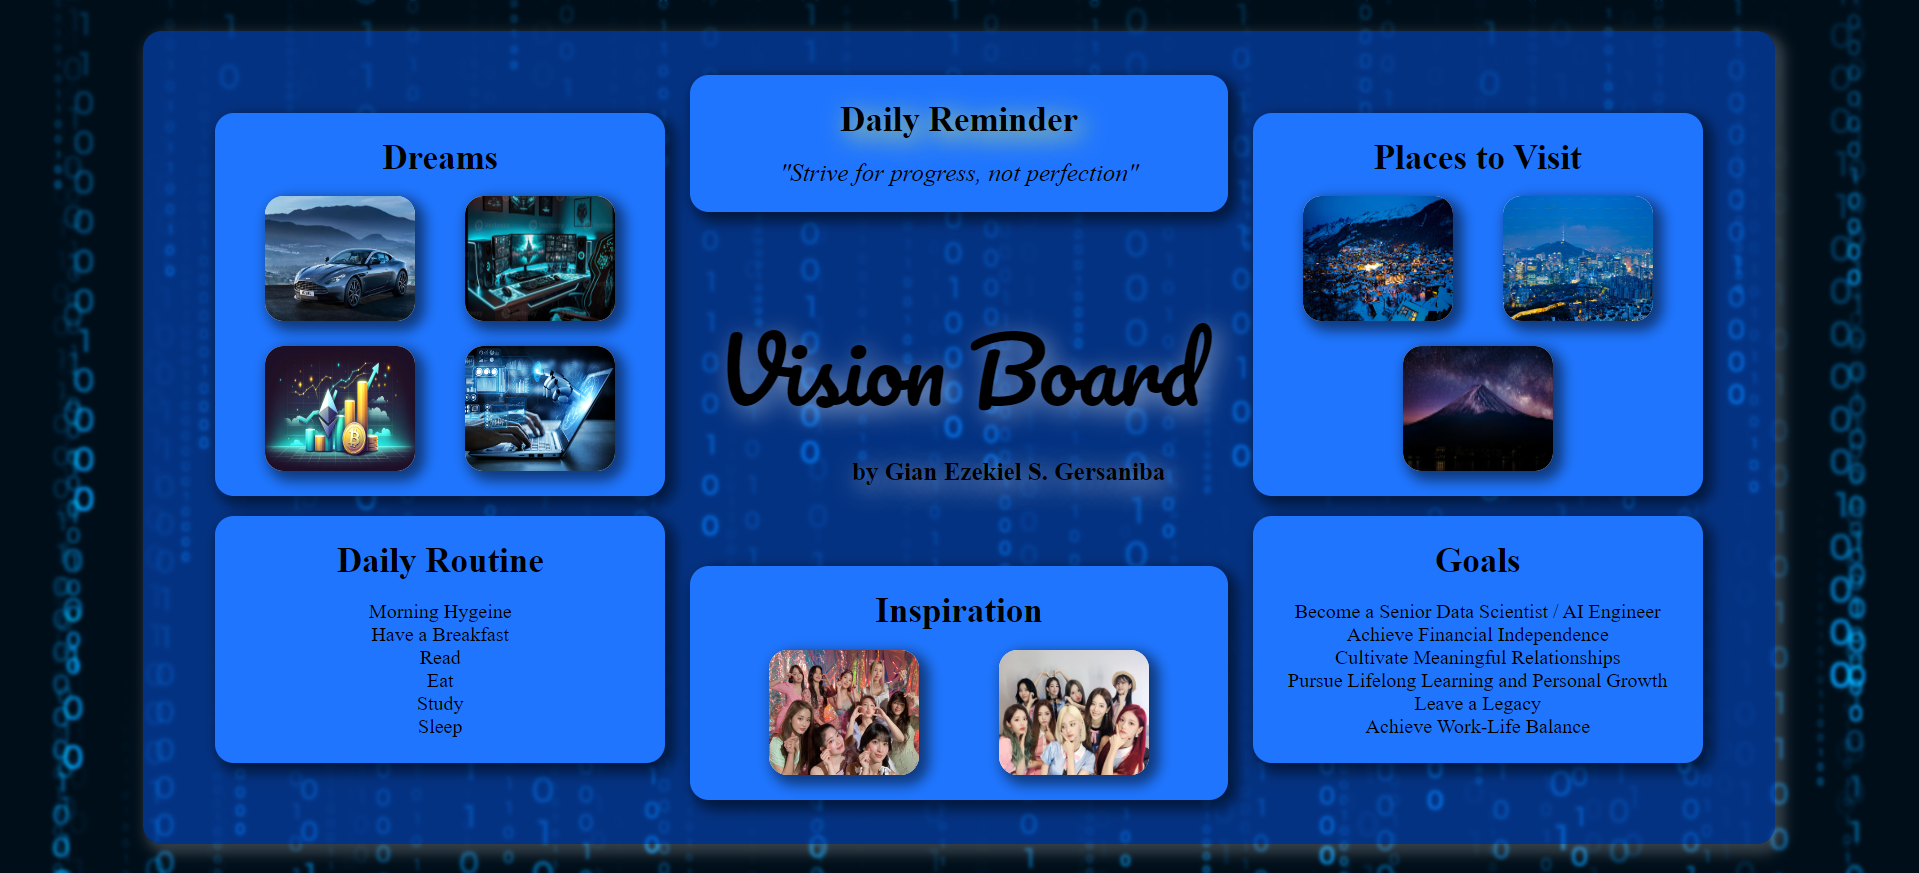 Daily Reminder
"Strive for progress, not perfection"
Dreams
Places to Visit
Vision Board
by Gian Ezekiel S. Gersaniba
Daily Routine
Morning Hygeine
Have a Breakfast
Read
Eat
Study
Sleep
Inspiration
Goals
Become a Senior Data Scientist / AI Engineer
Achieve Financial Independence
Cultivate Meaningful Relationships
Pursue Lifelong Learning and Personal Growth
Leave a Legacy
Achieve Work-Life Balance